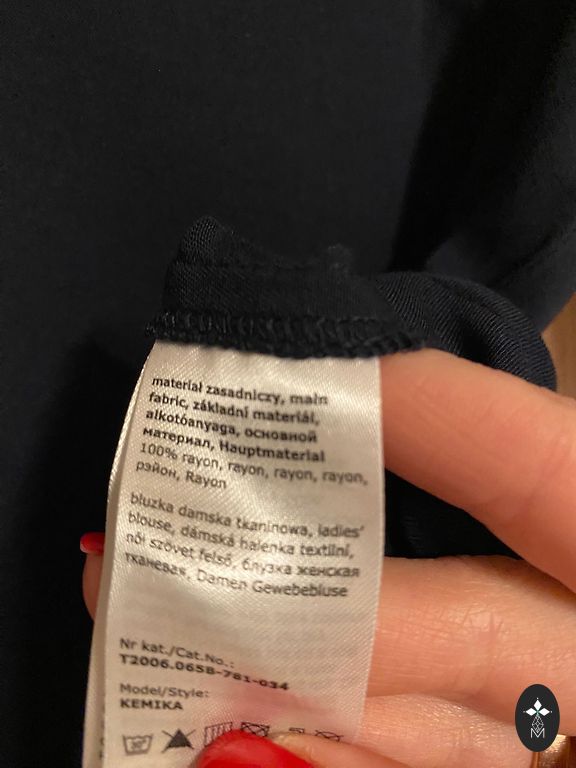 materiał zasadniczy, main
fabric, základní materiál,
alkotóanyaga, основной
материал, Hauptmaterial
100% rayon, rayon, rayon, rayon,
рэйон, Rayon
bluzka damska tkaninowa, ladies'
blouse, dámská halenka textilní,
női szövet felső, блузка женская
тканевая, Damen Gewebebluse
Nr kat./Cat.No.:
T2006.0658-781-034
Model/Style:
KEMIKA
M